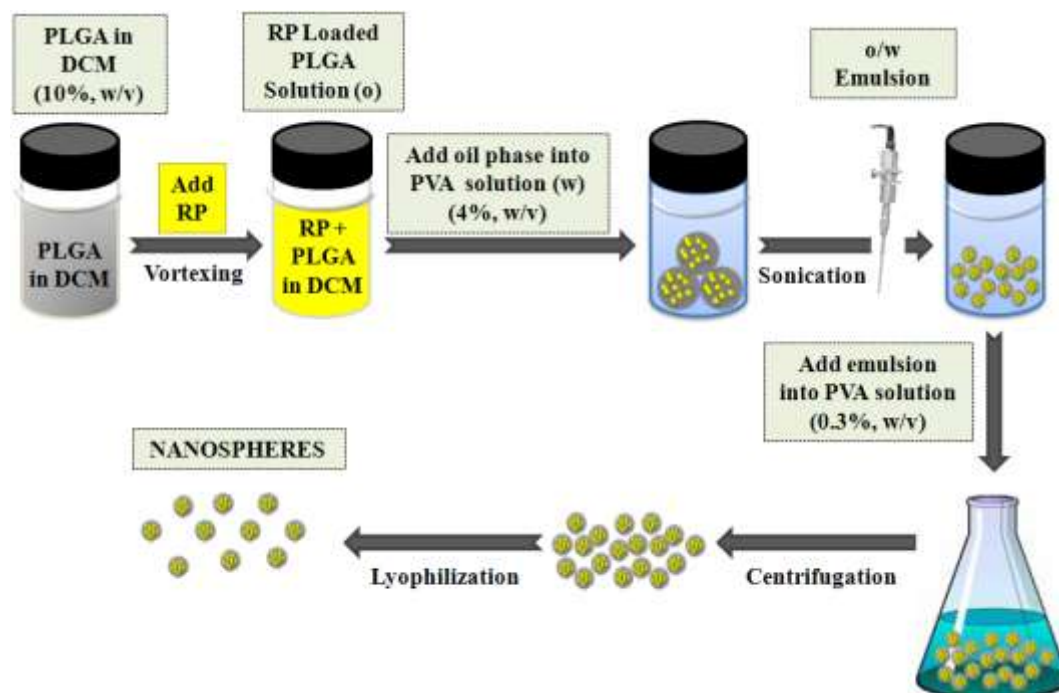 PLGA in
DCM
(10%, w/v)
RP Loaded
PLGA
Solution (o)
o/w
Emulsion
Add
RP
Add oil phase into
PVA solution (w)
(4%, w/v)
PLGA
in DCM
Vortexing
RP +
PLGA
in DCM
Sonication
Add emulsion
into PVA solution
(0.3%, w/v)
NANOSPHERES
Lyophilization
Centrifugation